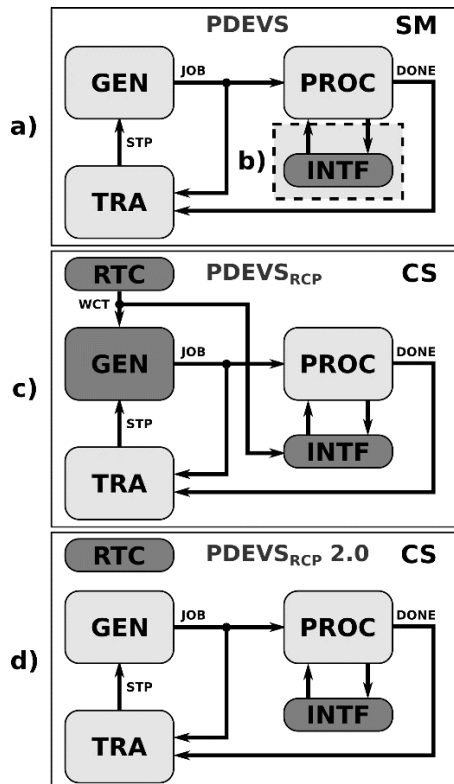 PDEVS SM
GEN JOB PROC DONE
a)
STP b) INTF
TRA
RTC PDEVSRCP CS
WCT
GEN JOB PROC DONE
c)
STP
INTF
TRA
RTC PDEVSRCP 2.0 CS
GEN JOB PROC DONE
d)
STP
INTF
TRA